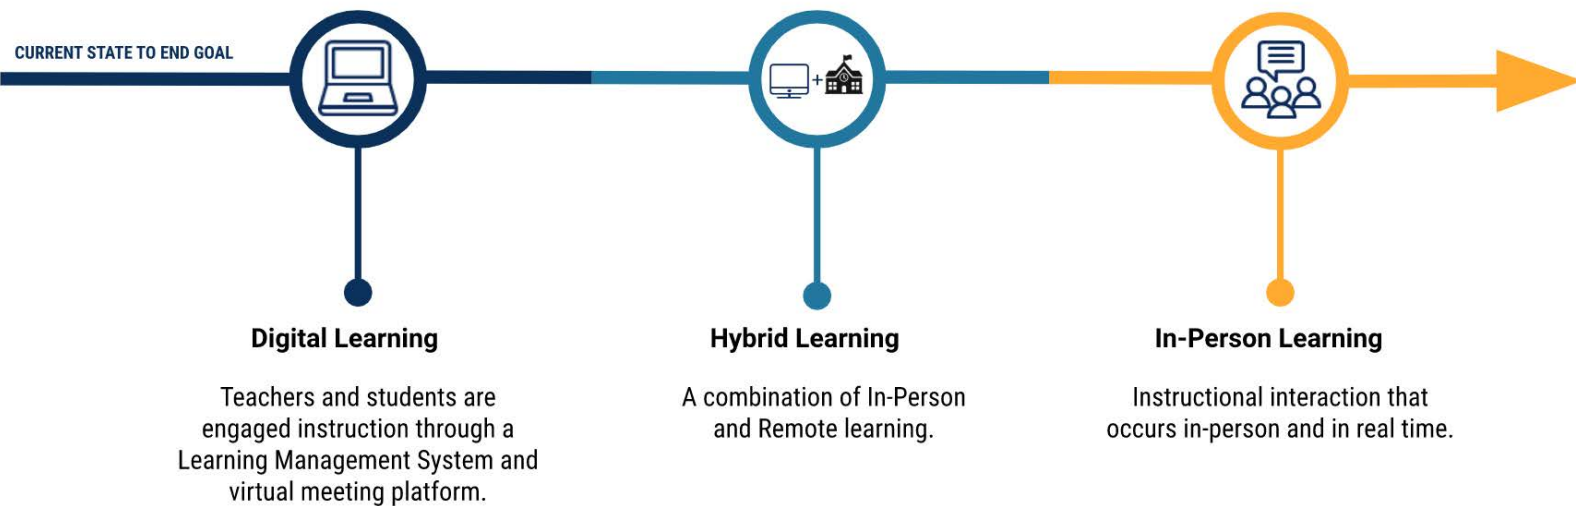 CURRENT STATE TO END GOAL
Digital Learning
Teachers and students are
engaged instruction through a
Learning Management System and
virtual meeting platform.
Hybrid Learning
A combination of In-Person
and Remote learning.
In-Person Learning
Instructional interaction that
occurs in-person and in real time.